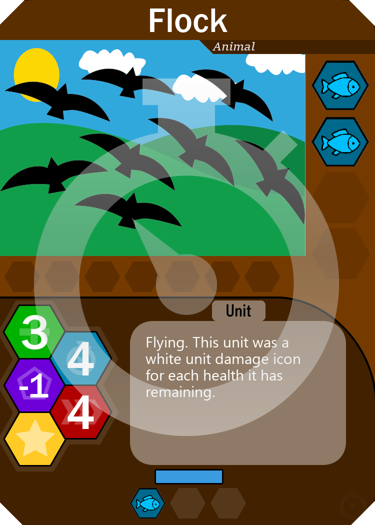 Flock
Animal
3
4
-1
4
Unit
Flying. This unit was a
white unit damage icon
for each health it has
remaining.